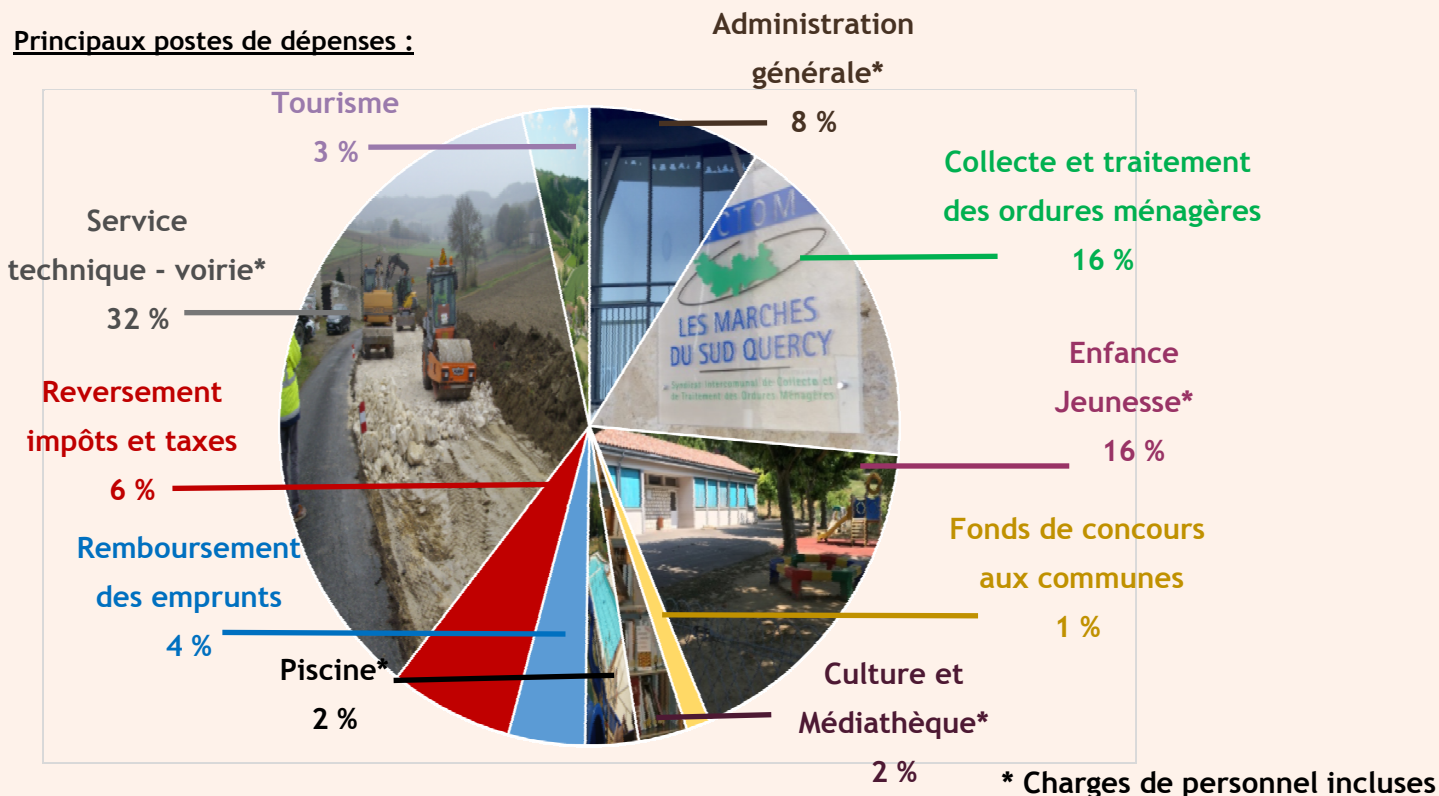 Principaux postes de dépenses :
Administration
générale*
8 %
Collecte et traitement
des ordures ménagères
16 %
Enfance
Jeunesse*
16 %
Fonds de concours
aux communes
1 %
Culture et
Médiathèque*
2 %
Piscine*
2 %
Remboursement
des emprunts
4 %
Reversement
impôts et taxes
6 %
Service
technique - voirie*
32 %
Tourisme
3 %
CTOM
LES MARCHES
DU SUD QUERCY
Syndicat Intercommunal de Collecte et
de Traitement des Ordures Ménagères
* Charges de personnel incluses